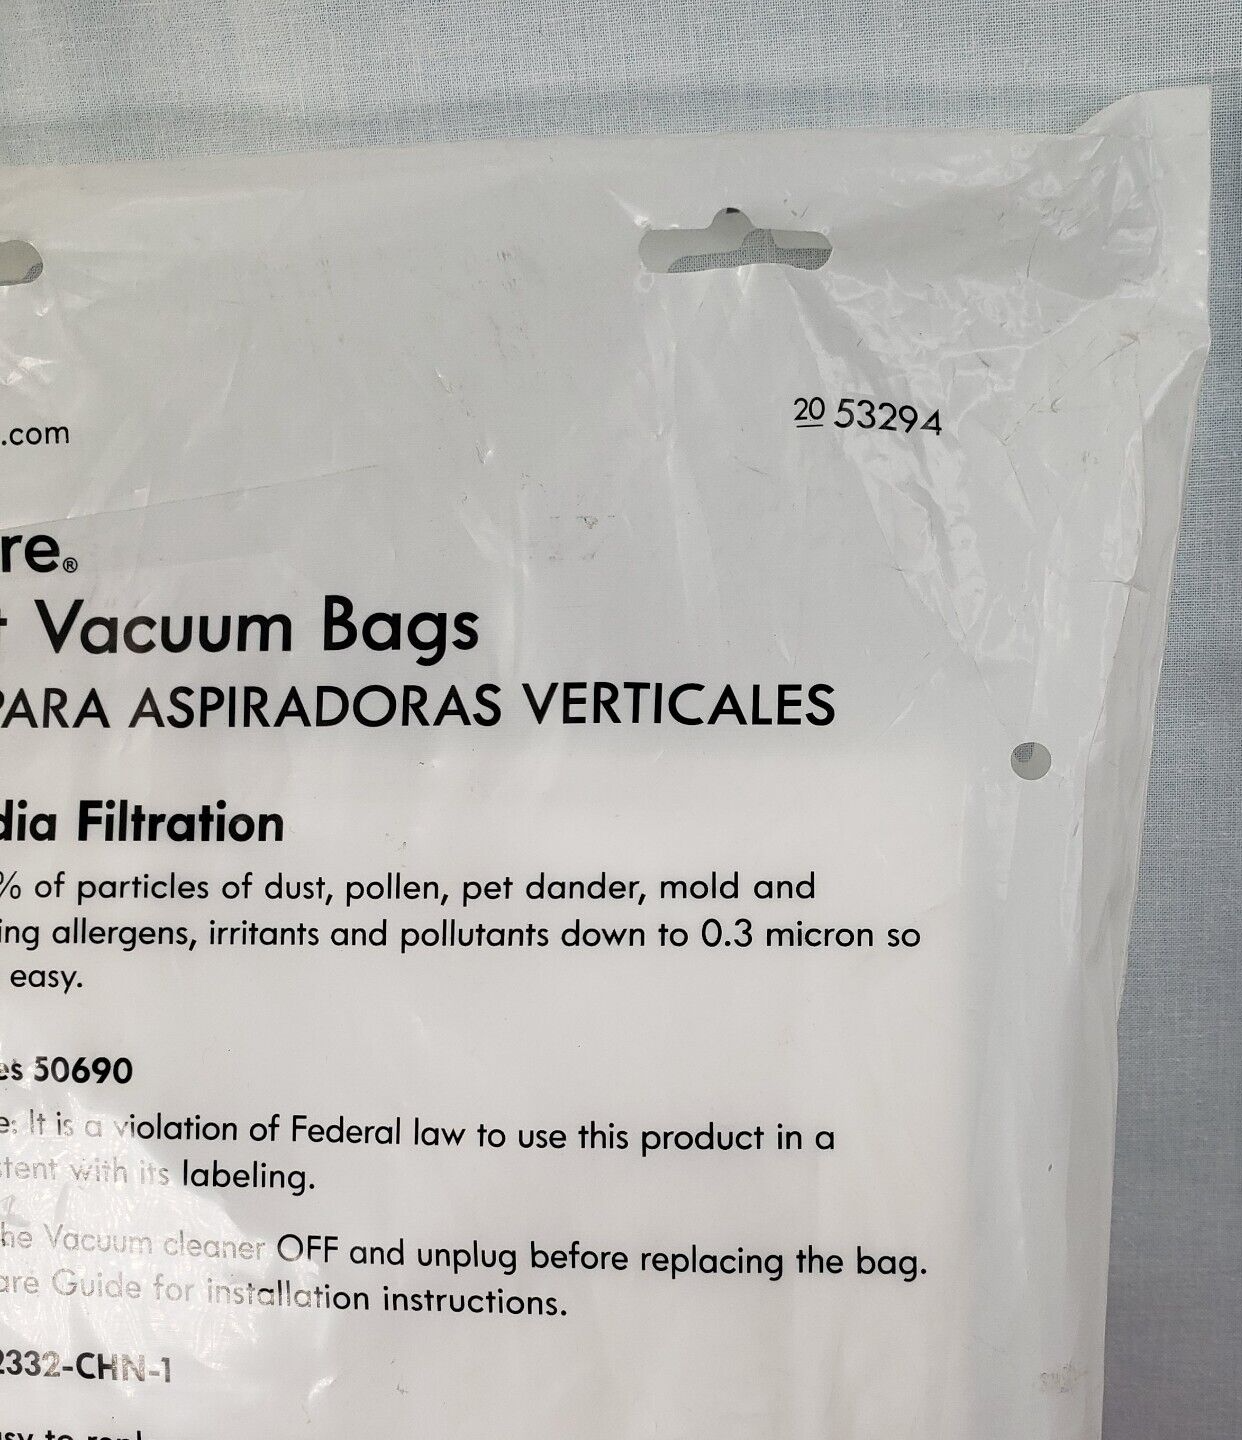 .com
20 53294
re®
t Vacuum Bags
PARA ASPIRADORAS VERTICALES
dia Filtration
% of particles of dust, pollen, pet dander, mold and
ing allergens, irritants and pollutants down to 0.3 micron so
easy.
es 50690
e: It is a violation of Federal law to use this product in a
stent with its labeling.
he Vacuum cleaner OFF and unplug before replacing the bag.
are Guide for installation instructions.
2332-CHN-1